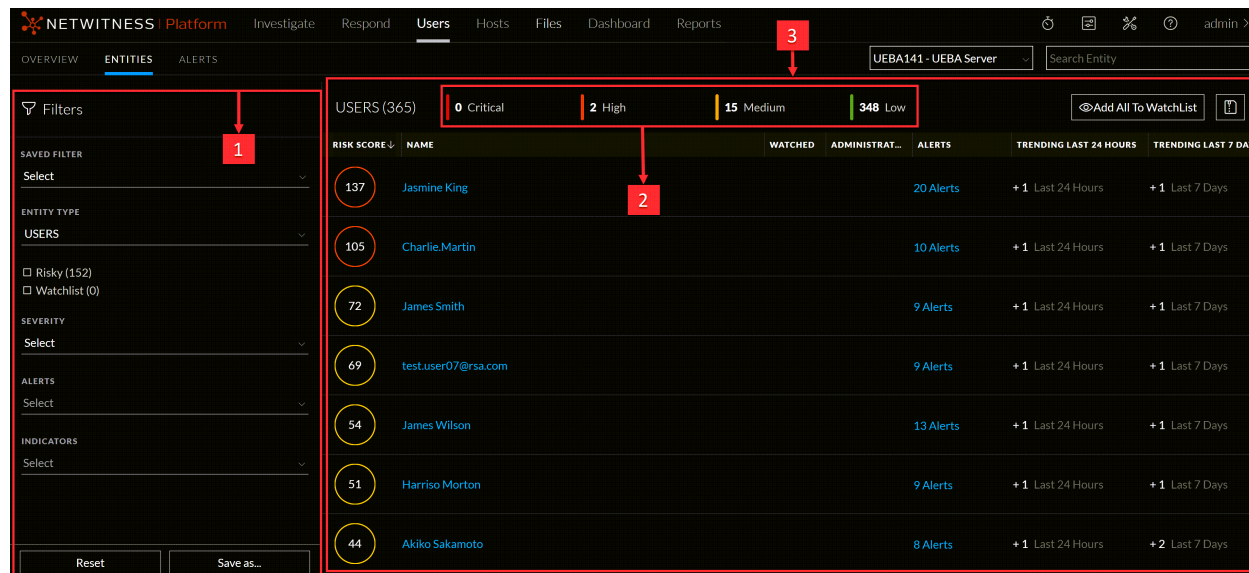 NETWITNESS | Platform Investigate Respond Users Hosts Files Dashboard Reports admin
OVERVIEW ENTITIES ALERTS UEBA141 - UEBA Server Search Entity
3
Filters
1
SAVED FILTER
Select
ENTITY TYPE
USERS
Risky (152)
Watchlist (0)
SEVERITY
Select
ALERTS
Select
INDICATORS
Select
Reset Save as...
USERS (365) 0 Critical 2 High 15 Medium 348 Low Add All To WatchList
RISK SCORE NAME WATCHED ADMINISTRAT... ALERTS TRENDING LAST 24 HOURS TRENDING LAST 7 DA
2
137 Jasmine King 20 Alerts +1 Last 24 Hours +1 Last 7 Days
105 Charlie.Martin 10 Alerts +1 Last 24 Hours +1 Last 7 Days
72 James Smith 9 Alerts +1 Last 24 Hours +1 Last 7 Days
69 test.user07@rsa.com 9 Alerts +1 Last 24 Hours +1 Last 7 Days
54 James Wilson 13 Alerts +1 Last 24 Hours +1 Last 7 Days
51 Harriso Morton 9 Alerts +1 Last 24 Hours +1 Last 7 Days
44 Akiko Sakamoto 8 Alerts +1 Last 24 Hours +2 Last 7 Days